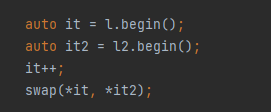 auto it = l.begin();
auto it2 = l2.begin();
it++;
swap(*it, *it2);